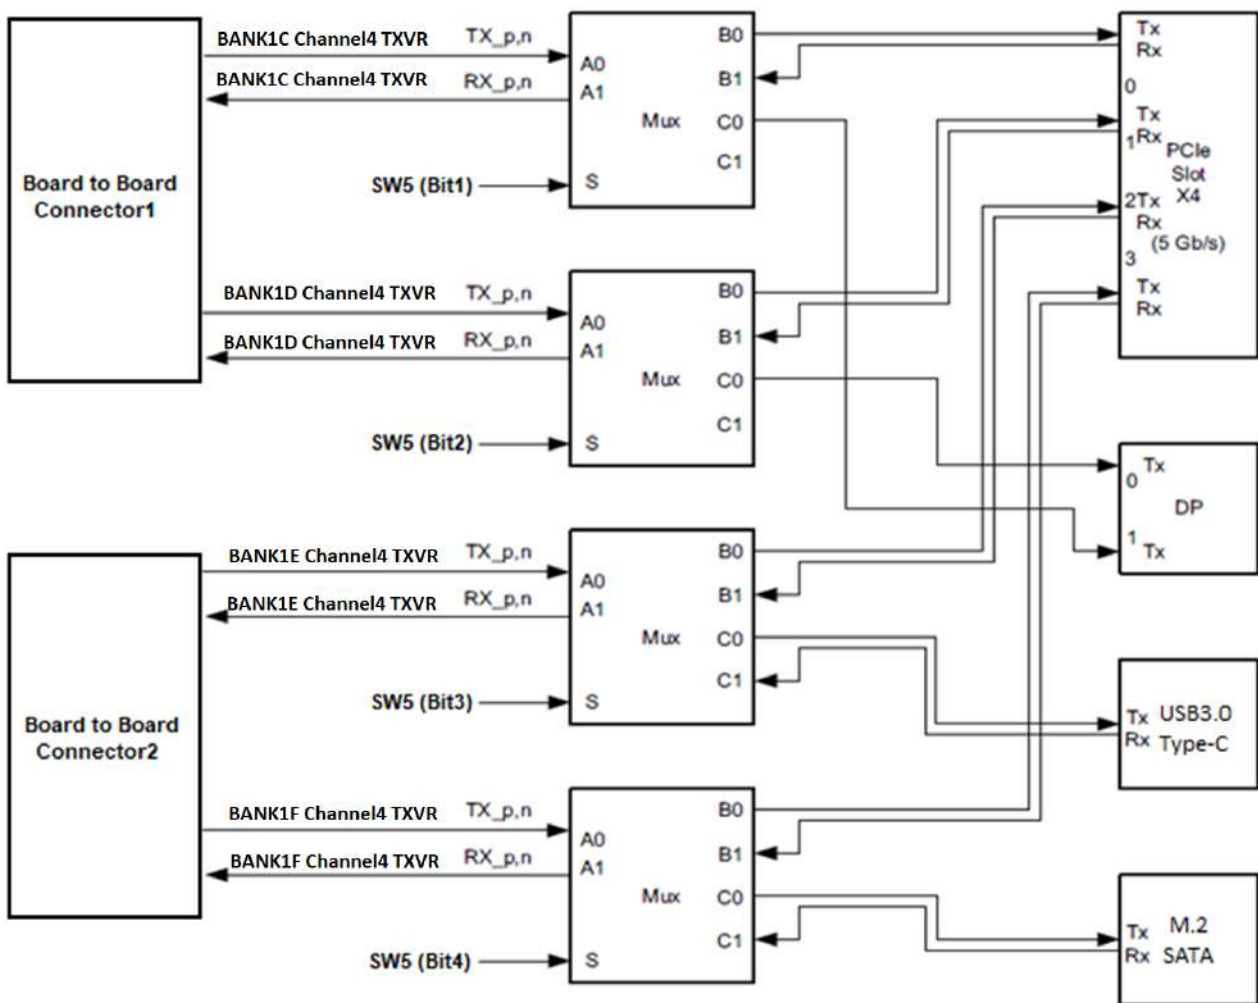 Board to Board
Connector1
BANK1C Channel4 TXVR
TX_p,n
BANK1C Channel4 TXVR
RX_p,n
SW5 (Bit1)
A0
A1
Mux
S
B0
B1
C0
C1
BANK1D Channel4 TXVR
TX_p,n
BANK1D Channel4 TXVR
RX_p,n
SW5 (Bit2)
A0
A1
Mux
S
B0
B1
C0
C1
Board to Board
Connector2
BANK1E Channel4 TXVR
TX_p,n
BANK1E Channel4 TXVR
RX_p,n
SW5 (Bit3)
A0
A1
Mux
S
B0
B1
C0
C1
BANK1F Channel4 TXVR
TX_p,n
BANK1F Channel4 TXVR
RX_p,n
SW5 (Bit4)
A0
A1
Mux
S
B0
B1
C0
C1
Tx
Rx
0
Tx
1 Rx
PCIe
Slot
X4
2Tx
Rx
(5 Gb/s)
3
Tx
Rx
Tx
0
DP
1
Tx
Tx USB3.0
Rx Type-C
Tx M.2
Rx SATA